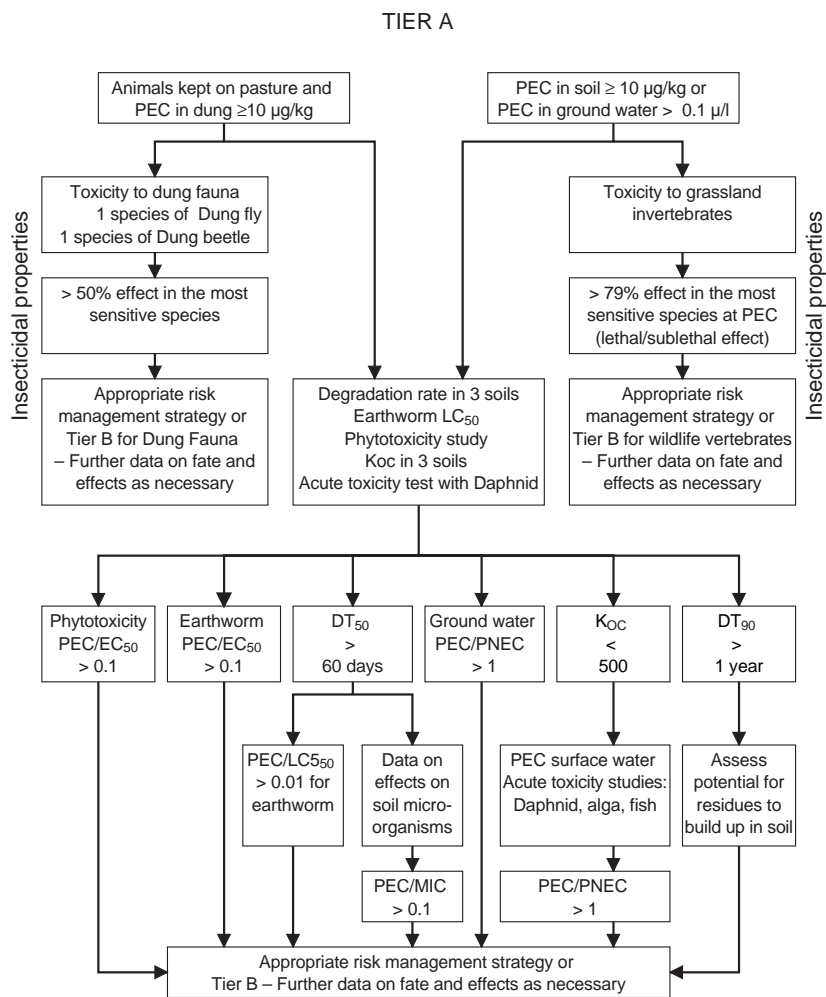 TIER A
Animals kept on pasture and
PEC in dung ≥10 µg/kg
PEC in soil ≥ 10 µg/kg or
PEC in ground water > 0.1 µ/l
Insecticidal properties
Toxicity to dung fauna
1 species of Dung fly
1 species of Dung beetle
Toxicity to grassland
invertebrates
Insecticidal properties
> 50% effect in the most
sensitive species
> 79% effect in the most
sensitive species at PEC
(lethal/sublethal effect)
Appropriate risk
management strategy or
Tier B for Dung Fauna
– Further data on fate and
effects as necessary
Degradation rate in 3 soils
Earthworm LC50
Phytotoxicity study
Koc in 3 soils
Acute toxicity test with Daphnid
Appropriate risk
management strategy or
Tier B for wildlife vertebrates
– Further data on fate and
effects as necessary
Phytotoxicity
PEC/EC50
> 0.1
Earthworm
PEC/EC50
> 0.1
DT50
>
60 days
Ground water
PEC/PNEC
> 1
KOC
<
500
DT90
>
1 year
PEC/LC550
> 0.01 for
earthworm
Data on
effects on
soil micro-
organisms
PEC surface water
Acute toxicity studies:
Daphnid, alga, fish
Assess
potential for
residues to
build up in soil
PEC/MIC
> 0.1
PEC/PNEC
> 1
Appropriate risk management strategy or
Tier B – Further data on fate and effects as necessary